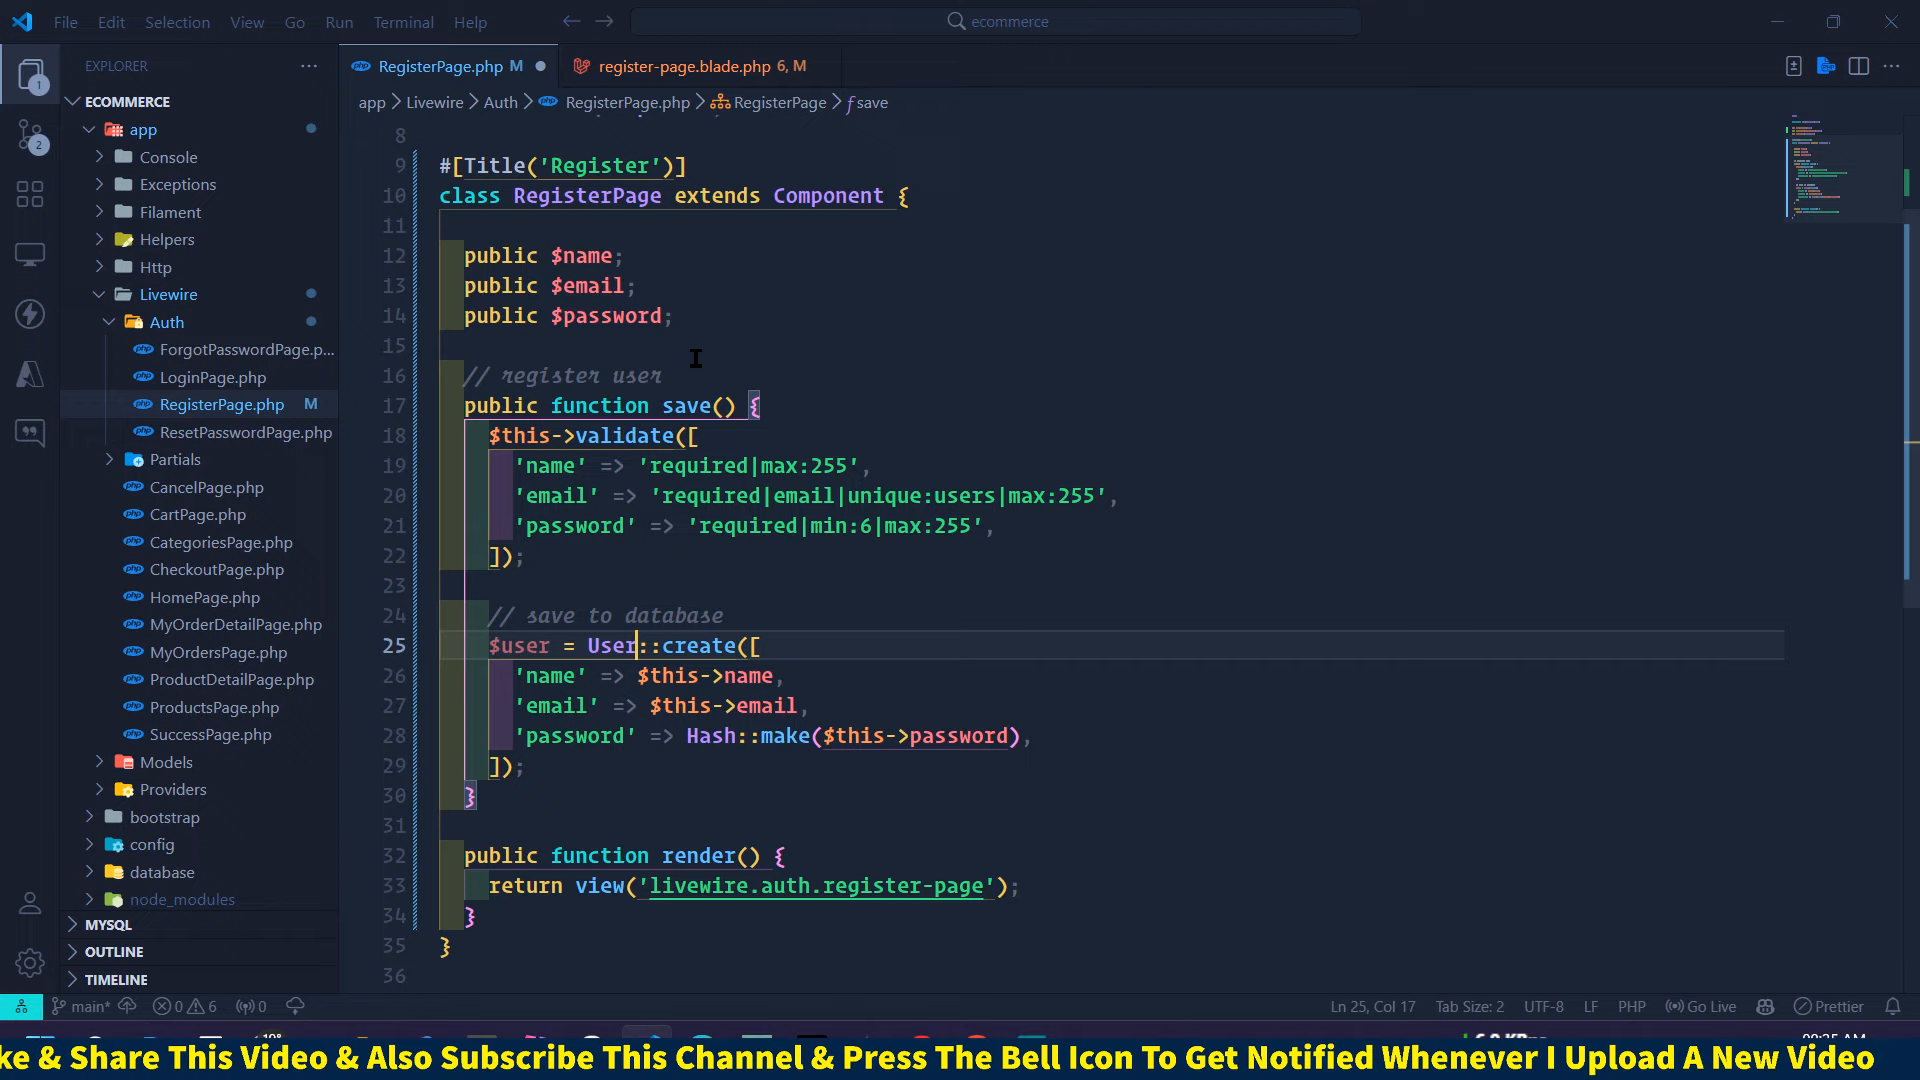 File Edit Selection View Go Run Terminal Help
ecommerce
EXPLORER
RegisterPage.php M
register-page.blade.php 6, M
1
2
ECOMMERCE
app
Console
Exceptions
Filament
Helpers
Http
Livewire
Auth
ForgotPasswordPage.p...
LoginPage.php
RegisterPage.php M
ResetPasswordPage.php
Partials
CancelPage.php
CartPage.php
CategoriesPage.php
CheckoutPage.php
HomePage.php
MyOrderDetailPage.php
MyOrdersPage.php
ProductDetailPage.php
ProductsPage.php
SuccessPage.php
Models
Providers
bootstrap
config
database
node_modules
MYSQL
OUTLINE
TIMELINE
app > Livewire > Auth > RegisterPage.php > RegisterPage > save
8
9 #[Title('Register')]
10 class RegisterPage extends Component {
11
12 public $name;
13 public $email;
14 public $password;
15
16 // register user
17 public function save() {
18 $this->validate([
19 'name' => 'required|max:255',
20 'email' => 'required|email|unique:users|max:255',
21 'password' => 'required|min:6|max:255',
22 ]);
23
24 // save to database
25 $user = User::create([
26 'name' => $this->name,
27 'email' => $this->email,
28 'password' => Hash::make($this->password),
29 ]);
30 }
31
32 public function render() {
33 return view('livewire.auth.register-page');
34 }
35 }
36
main* 0 6 0
Ln 25, Col 17 Tab Size: 2 UTF-8 LF PHP Go Live Prettier
ke & Share This Video & Also Subscribe This Channel & Press The Bell Icon To Get Notified Whenever I Upload A New Video